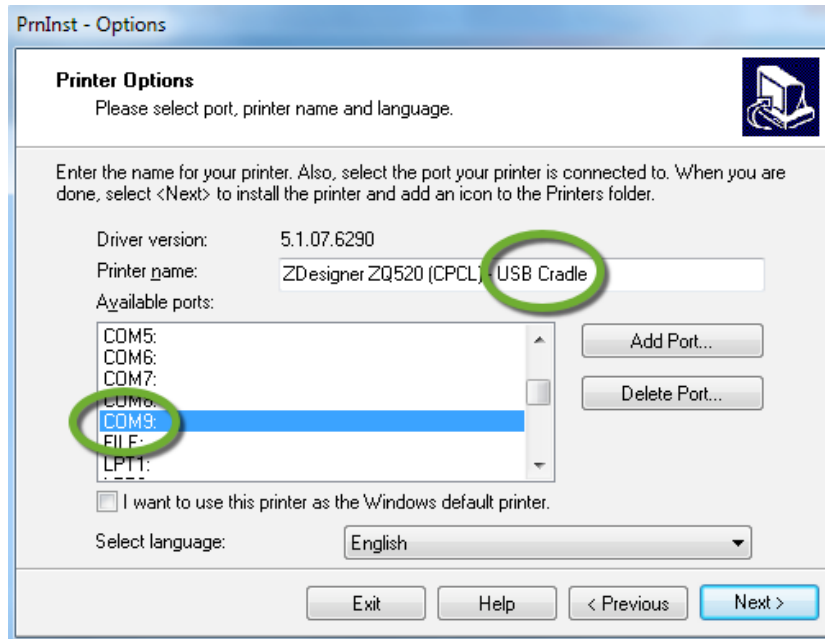 PrnInst - Options
Printer Options
Please select port, printer name and language.
Enter the name for your printer. Also, select the port your printer is connected to. When you are
done, select <Next> to install the printer and add an icon to the Printers folder.
Driver version: 5.1.07.6290
Printer name: ZDesigner ZQ520 (CPCL) - USB Cradle
Available ports:
COM5:
COM6:
COM7:
COM8:
COM9:
FILE:
LPT1:
Add Port...
Delete Port...
I want to use this printer as the Windows default printer.
Select language: English
Exit Help < Previous Next >